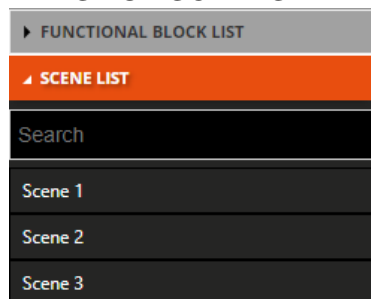 FUNCTIONAL BLOCK LIST
SCENE LIST
Search
Scene 1
Scene 2
Scene 3